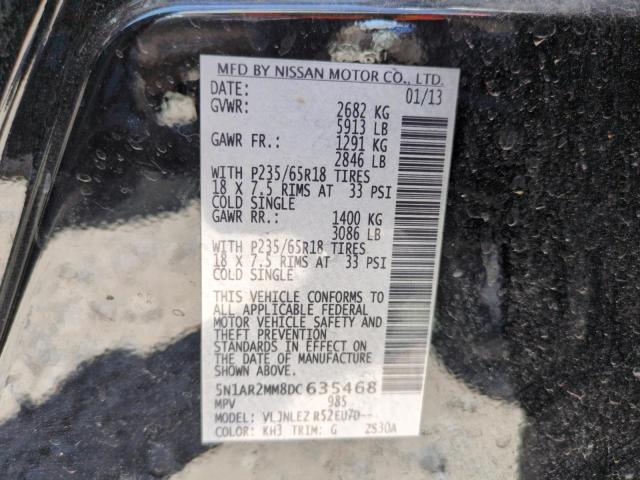 MFD BY NISSAN MOTOR CO., LTD.
DATE: 01/13
GVWR: 2682 KG
5913 LB
GAWR FR.: 1291 KG
2846 LB
WITH P235/65R18 TIRES
18 X 7.5 RIMS AT 33 PSI
COLD SINGLE
GAWR RR.: 1400 KG
3086 LB
WITH P235/65R18 TIRES
18 X 7.5 RIMS AT 33 PSI
COLD SINGLE
THIS VEHICLE CONFORMS TO
ALL APPLICABLE FEDERAL
MOTOR VEHICLE SAFETY AND
THEFT PREVENTION
STANDARDS IN EFFECT ON
THE DATE OF MANUFACTURE
SHOWN ABOVE.
5N1AR2MM8DC 635468
MPV 985
MODEL: VLJNLEZ R52EU70--
COLOR: KH3 TRIM: G 2S30A